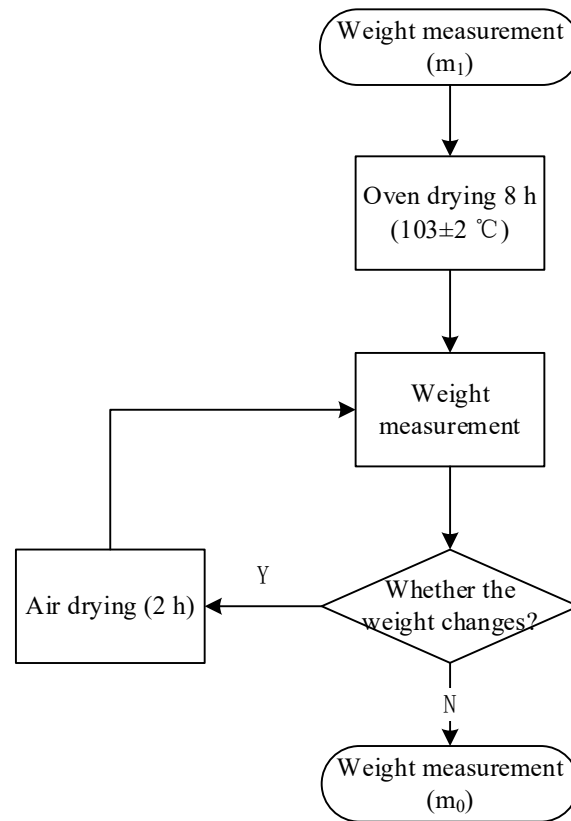 Weight measurement
(m₁)
Oven drying 8 h
(103±2 ℃)
Weight
measurement
Whether the
weight changes?
Y
Air drying (2 h)
N
Weight measurement
(m₀)